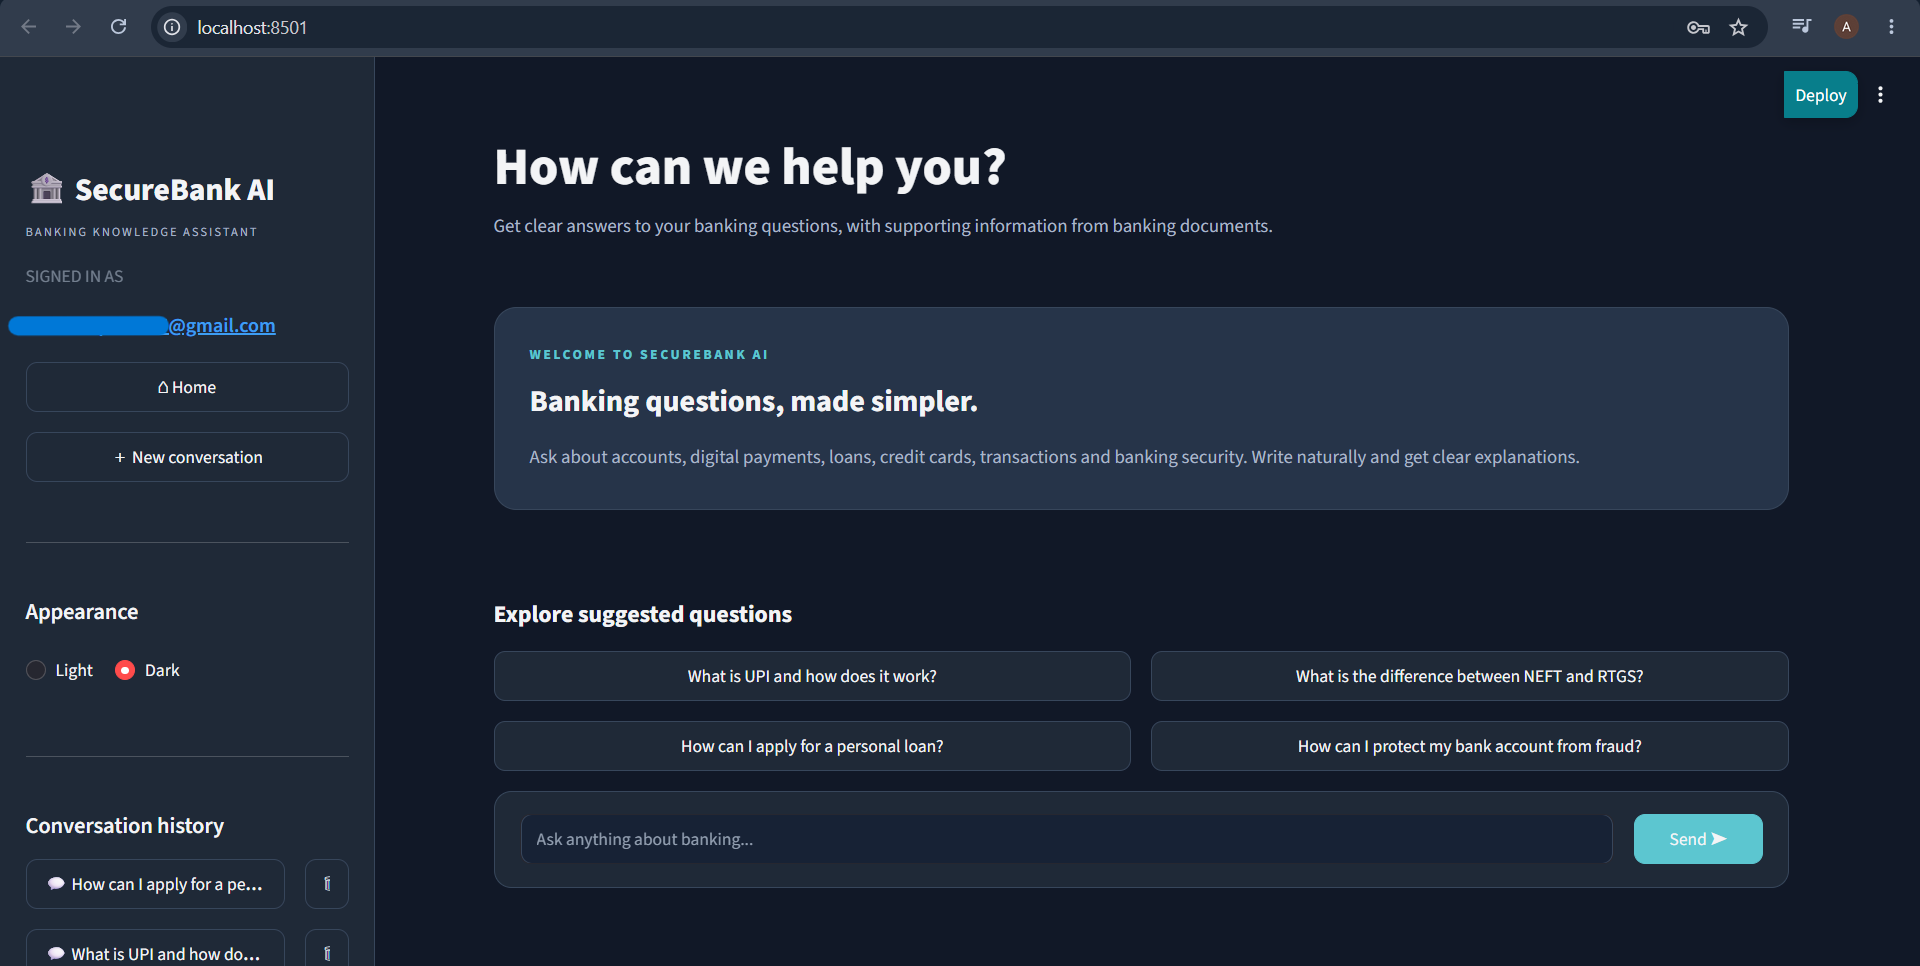 localhost:8501
A
Deploy
SecureBank AI
BANKING KNOWLEDGE ASSISTANT
SIGNED IN AS
@gmail.com
Home
+ New conversation
Appearance
Light
Dark
Conversation history
How can I apply for a pe...
What is UPI and how do...
How can we help you?
Get clear answers to your banking questions, with supporting information from banking documents.
WELCOME TO SECUREBANK AI
Banking questions, made simpler.
Ask about accounts, digital payments, loans, credit cards, transactions and banking security. Write naturally and get clear explanations.
Explore suggested questions
What is UPI and how does it work?
What is the difference between NEFT and RTGS?
How can I apply for a personal loan?
How can I protect my bank account from fraud?
Ask anything about banking...
Send ➤